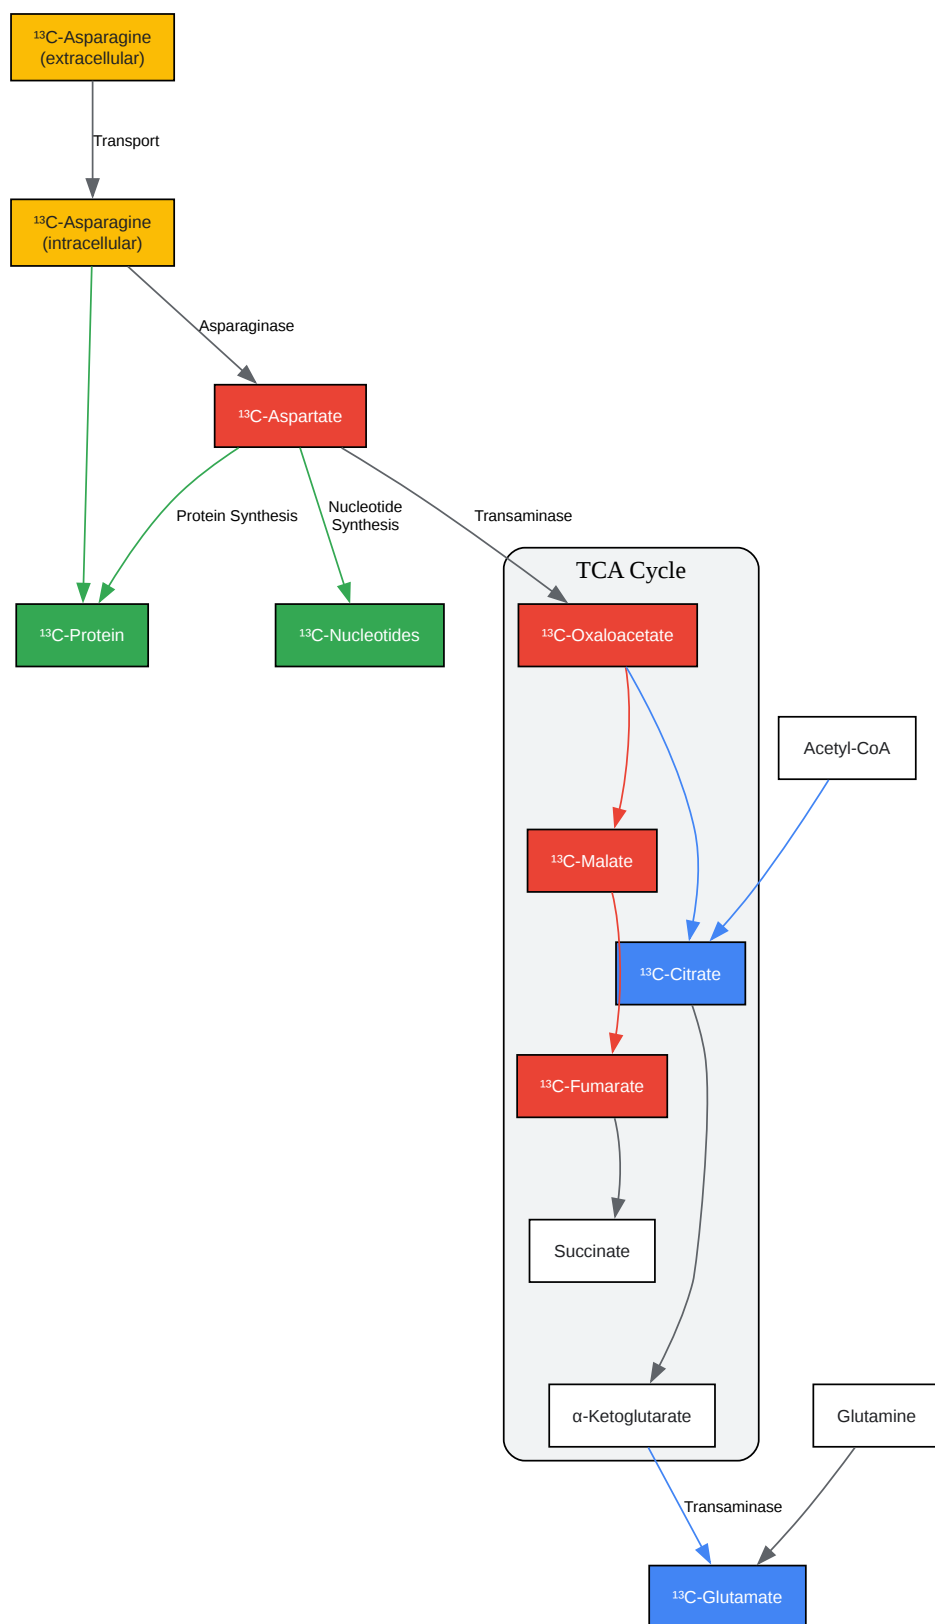 ¹³C-Asparagine
(extracellular)
Transport
¹³C-Asparagine
(intracellular)
Asparaginase
¹³C-Aspartate
Protein Synthesis
Nucleotide
Synthesis
Transaminase
TCA Cycle
¹³C-Protein
¹³C-Nucleotides
¹³C-Oxaloacetate
Acetyl-CoA
¹³C-Malate
¹³C-Citrate
¹³C-Fumarate
Succinate
α-Ketoglutarate
Glutamine
Transaminase
¹³C-Glutamate